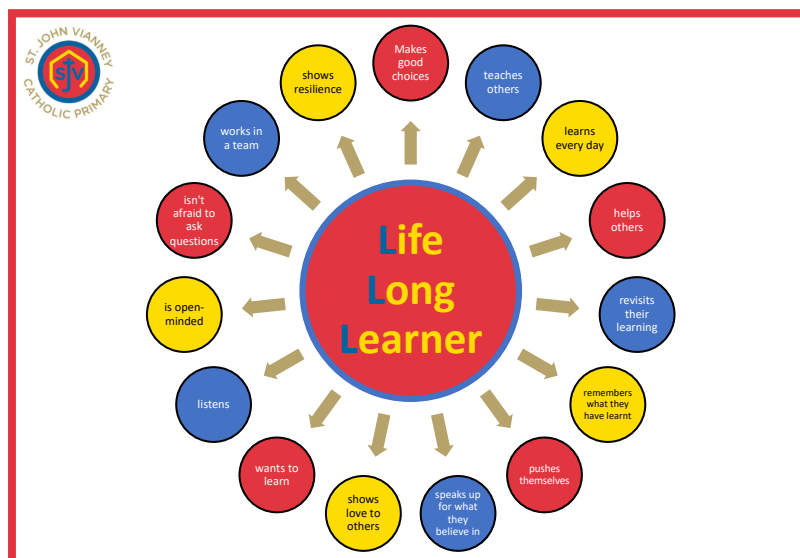 ST. JOHN VIANNEY
CATHOLIC PRIMARY
SJV
Life
Long
Learner
Makes
good
choices
teaches
others
learns
every day
helps
others
revisits
their
learning
remembers
what they
have learnt
pushes
themselves
speaks up
for what
they
believe in
shows
love to
others
wants to
learn
listens
is open-
minded
isn't
afraid to
ask
questions
works in
a team
shows
resilience